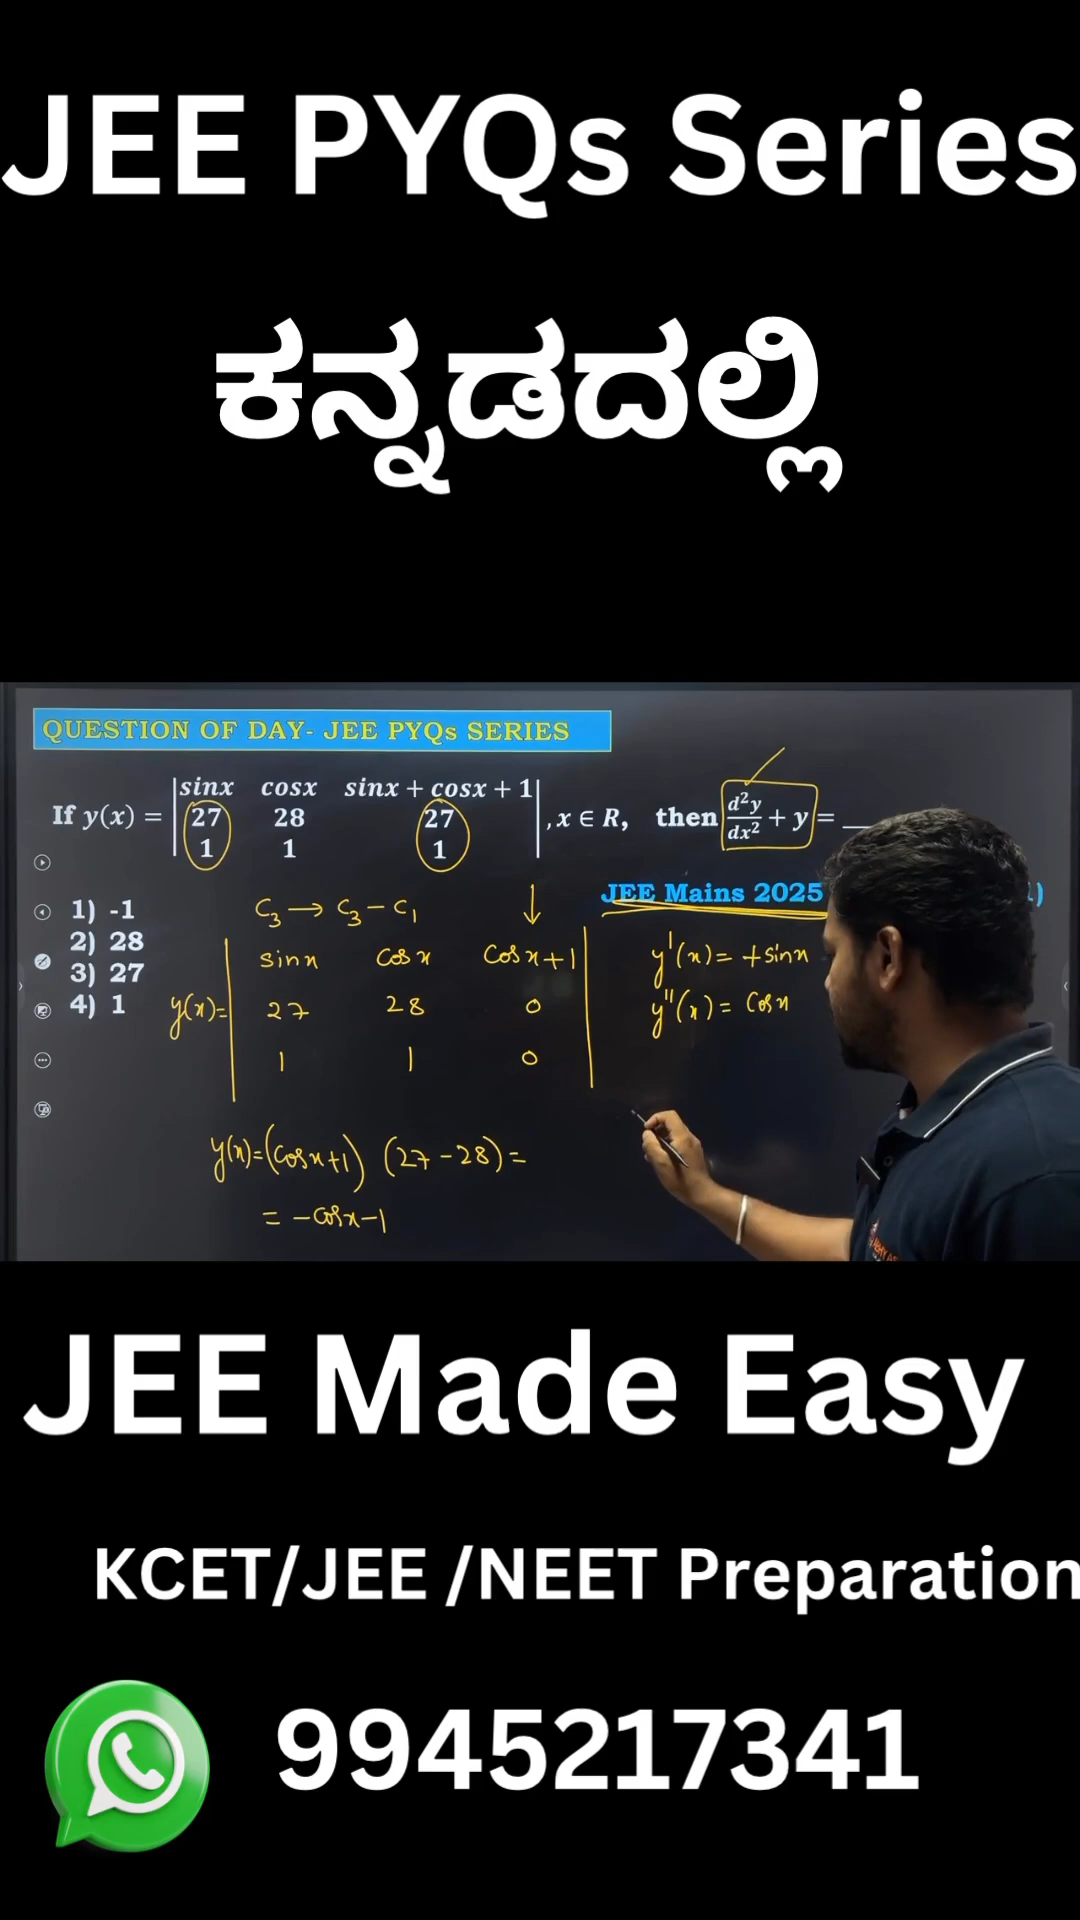 JEE PYQs Series
ಕನ್ನಡದಲ್ಲಿ
QUESTION OF DAY- JEE PYQs SERIES
If y(x) = |sinx cosx sinx + cosx + 1|
27 28 27
1 1 1
, x ∈ R, then d²y/dx² + y = __
JEE Mains 2025
1) -1
2) 28
3) 27
4) 1
C₃ → C₃ - C₁
y(x)= | sinx cosx cosx+1 |
27 28 0
1 1 0
y(x)=(cosx+1) (27-28)=
= -cosx-1
y'(x)= +sinx
y''(x)= cosx
JEE Made Easy
KCET/JEE /NEET Preparation
9945217341